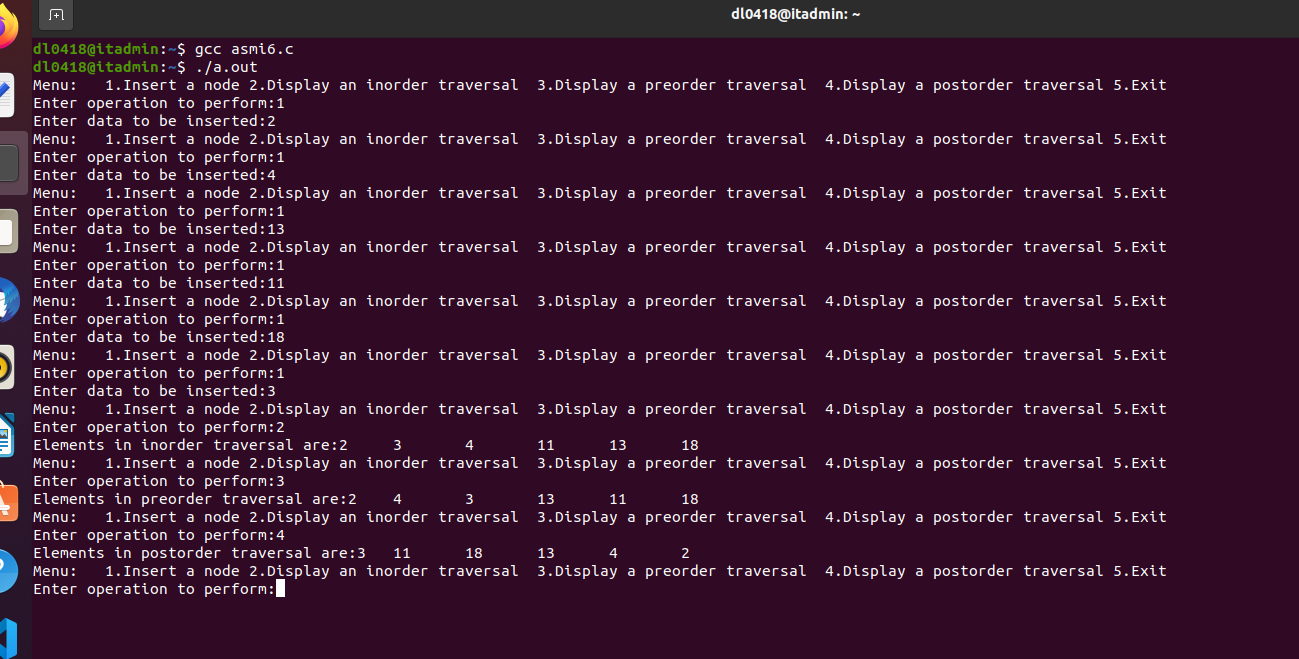 dl0418@itadmin: ~
dl0418@itadmin:~$ gcc asmi6.c
dl0418@itadmin:~$ ./a.out
Menu:   1.Insert a node 2.Display an inorder traversal  3.Display a preorder traversal  4.Display a postorder traversal 5.Exit
Enter operation to perform:1
Enter data to be inserted:2
Menu:   1.Insert a node 2.Display an inorder traversal  3.Display a preorder traversal  4.Display a postorder traversal 5.Exit
Enter operation to perform:1
Enter data to be inserted:4
Menu:   1.Insert a node 2.Display an inorder traversal  3.Display a preorder traversal  4.Display a postorder traversal 5.Exit
Enter operation to perform:1
Enter data to be inserted:13
Menu:   1.Insert a node 2.Display an inorder traversal  3.Display a preorder traversal  4.Display a postorder traversal 5.Exit
Enter operation to perform:1
Enter data to be inserted:11
Menu:   1.Insert a node 2.Display an inorder traversal  3.Display a preorder traversal  4.Display a postorder traversal 5.Exit
Enter operation to perform:1
Enter data to be inserted:18
Menu:   1.Insert a node 2.Display an inorder traversal  3.Display a preorder traversal  4.Display a postorder traversal 5.Exit
Enter operation to perform:1
Enter data to be inserted:3
Menu:   1.Insert a node 2.Display an inorder traversal  3.Display a preorder traversal  4.Display a postorder traversal 5.Exit
Enter operation to perform:2
Elements in inorder traversal are:2     3       4       11      13      18
Menu:   1.Insert a node 2.Display an inorder traversal  3.Display a preorder traversal  4.Display a postorder traversal 5.Exit
Enter operation to perform:3
Elements in preorder traversal are:2    4       3       13      11      18
Menu:   1.Insert a node 2.Display an inorder traversal  3.Display a preorder traversal  4.Display a postorder traversal 5.Exit
Enter operation to perform:4
Elements in postorder traversal are:3   11      18      13      4       2
Menu:   1.Insert a node 2.Display an inorder traversal  3.Display a preorder traversal  4.Display a postorder traversal 5.Exit
Enter operation to perform: